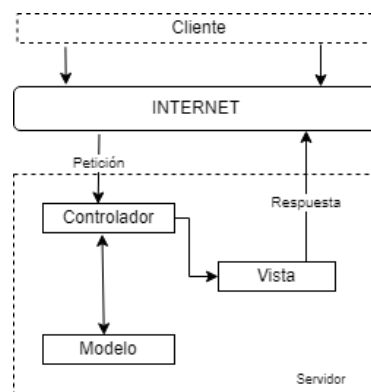 Cliente
INTERNET
Petición
Respuesta
Controlador
Vista
Modelo
Servidor